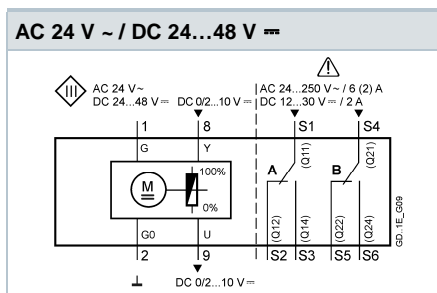 AC 24 V ~ / DC 24...48 V ⎓
III
AC 24 V~
DC 24...48 V ⎓
DC 0/2...10 V ⎓
AC 24...250 V~ / 6 (2) A
DC 12...30 V ⎓ / 2 A
1 8 S1 S4
G Y (Q11) (Q21)
100%
A B
M
0%
G0 U (Q12) (Q14) (Q22) (Q24)
2 9 S2 S3 S5 S6
DC 0/2...10 V ⎓
GD..1E_G09